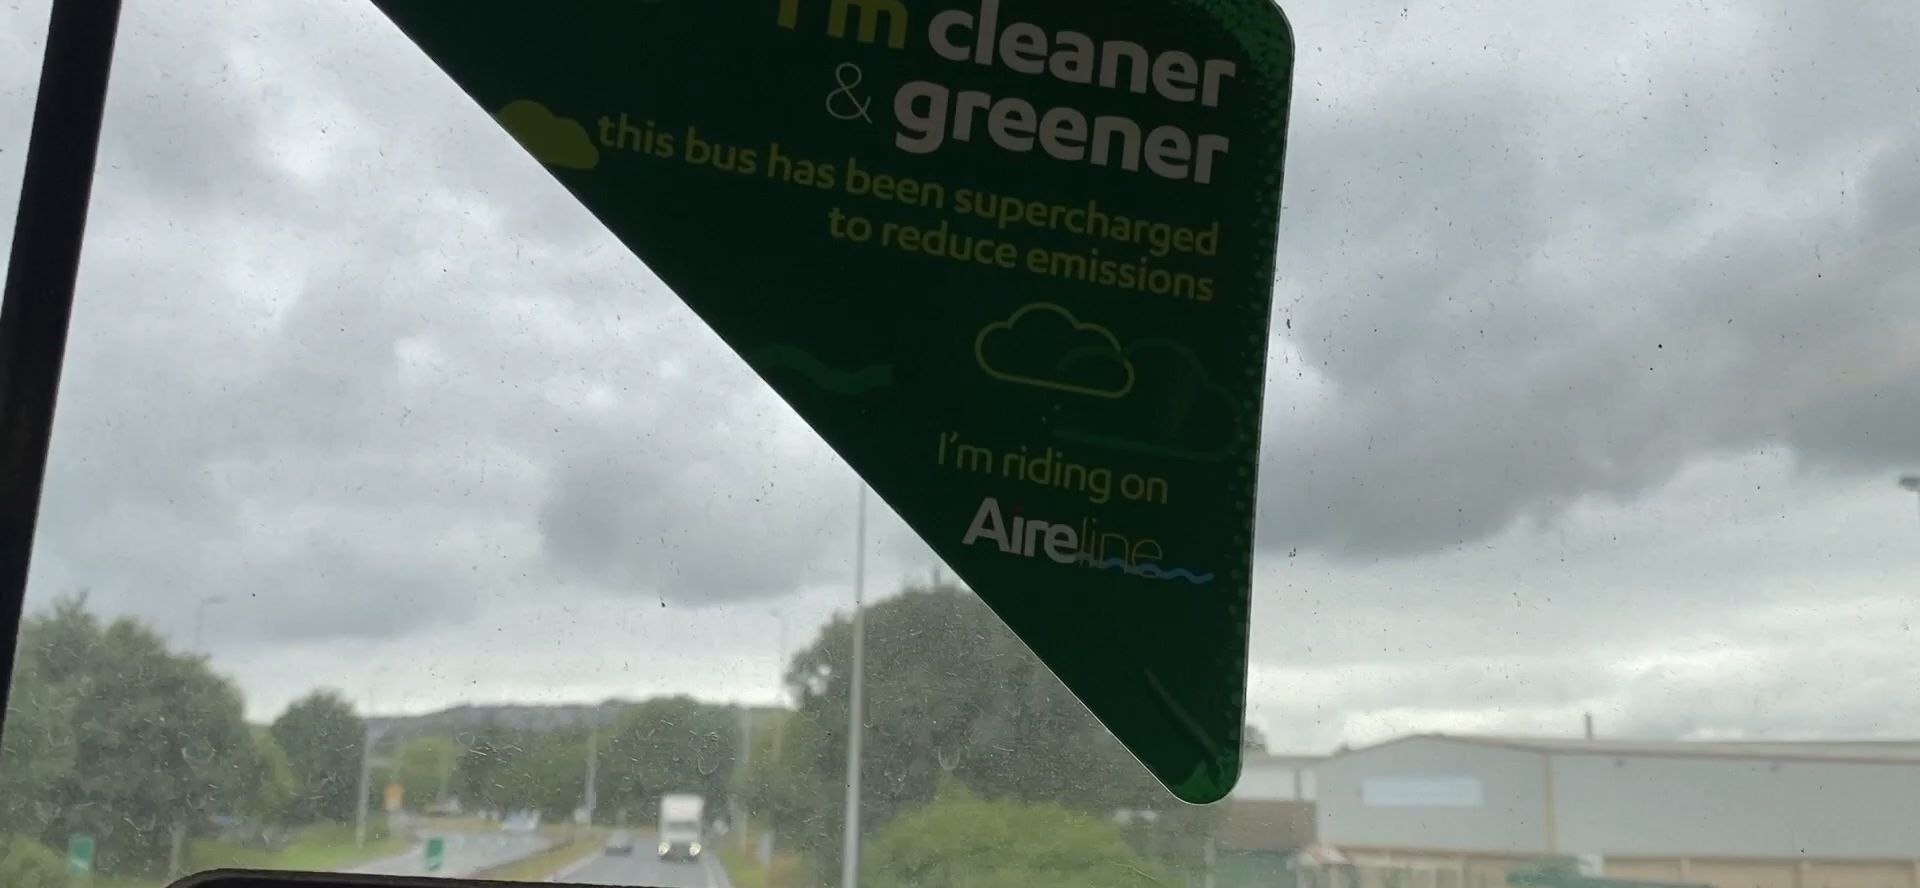 I'm cleaner
& greener
this bus has been supercharged
to reduce emissions
I'm riding on
Aireline